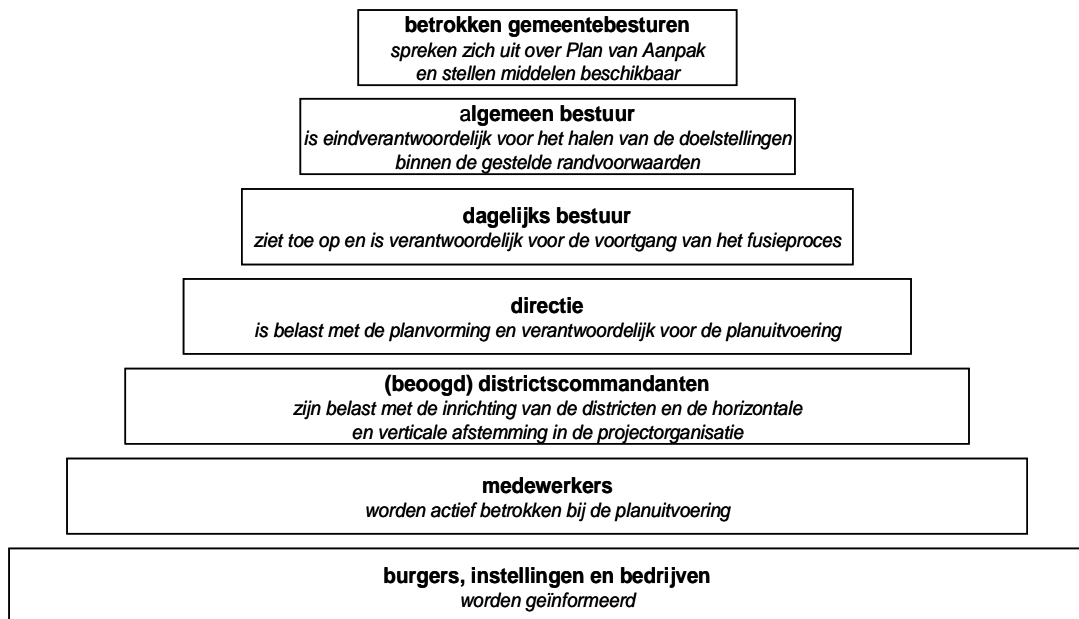 betrokken gemeentebesturen
spreken zich uit over Plan van Aanpak
en stellen middelen beschikbaar
algemeen bestuur
is eindverantwoordelijk voor het halen van de doelstellingen
binnen de gestelde randvoorwaarden
dagelijks bestuur
ziet toe op en is verantwoordelijk voor de voortgang van het fusieproces
directie
is belast met de planvorming en verantwoordelijk voor de planuitvoering
(beoogd) districtscommandanten
zijn belast met de inrichting van de districten en de horizontale
en verticale afstemming in de projectorganisatie
medewerkers
worden actief betrokken bij de planuitvoering
burgers, instellingen en bedrijven
worden geïnformeerd